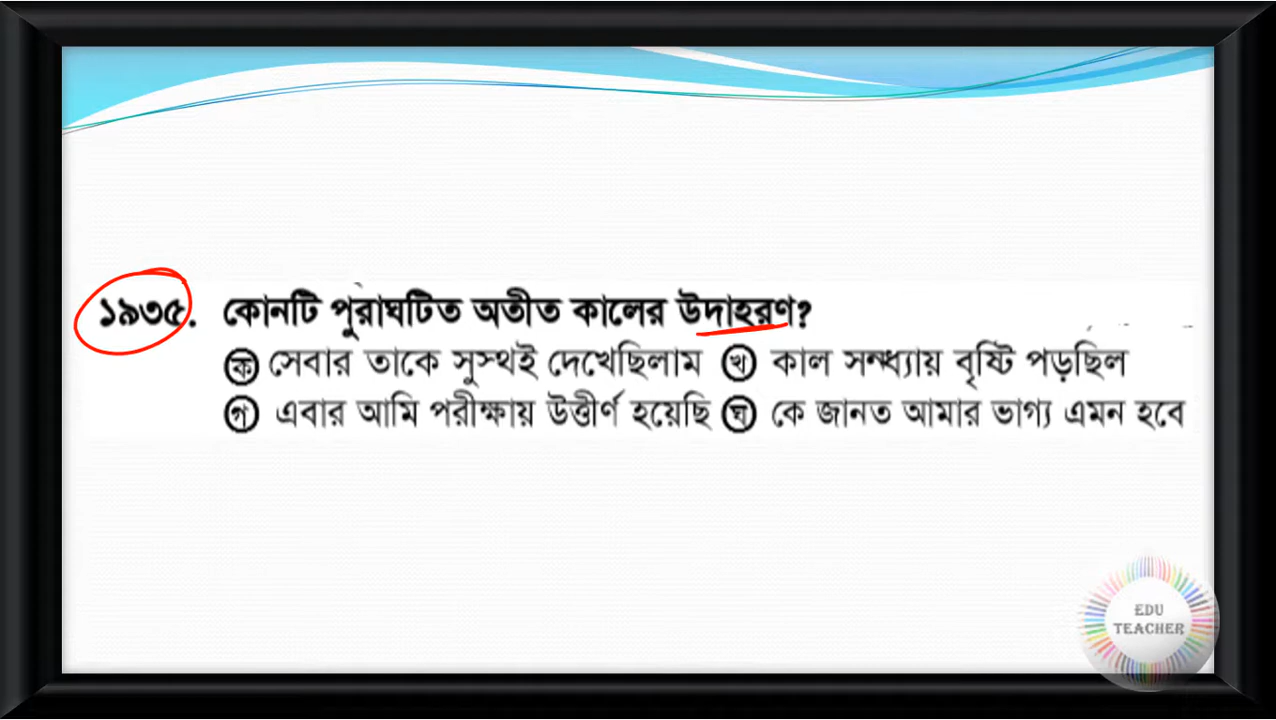 ১৯৩৫. কোনটি পুরাঘটিত অতীত কালের উদাহরণ?
ক সেবার তাকে সুস্থই দেখেছিলাম খ কাল সন্ধ্যায় বৃষ্টি পড়ছিল
গ এবার আমি পরীক্ষায় উত্তীর্ণ হয়েছি ঘ কে জানত আমার ভাগ্য এমন হবে
EDU
TEACHER